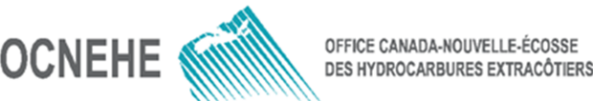 OCNEHE
OFFICE CANADA-NOUVELLE-ÉCOSSE
DES HYDROCARBURES EXTRACÔTIERS